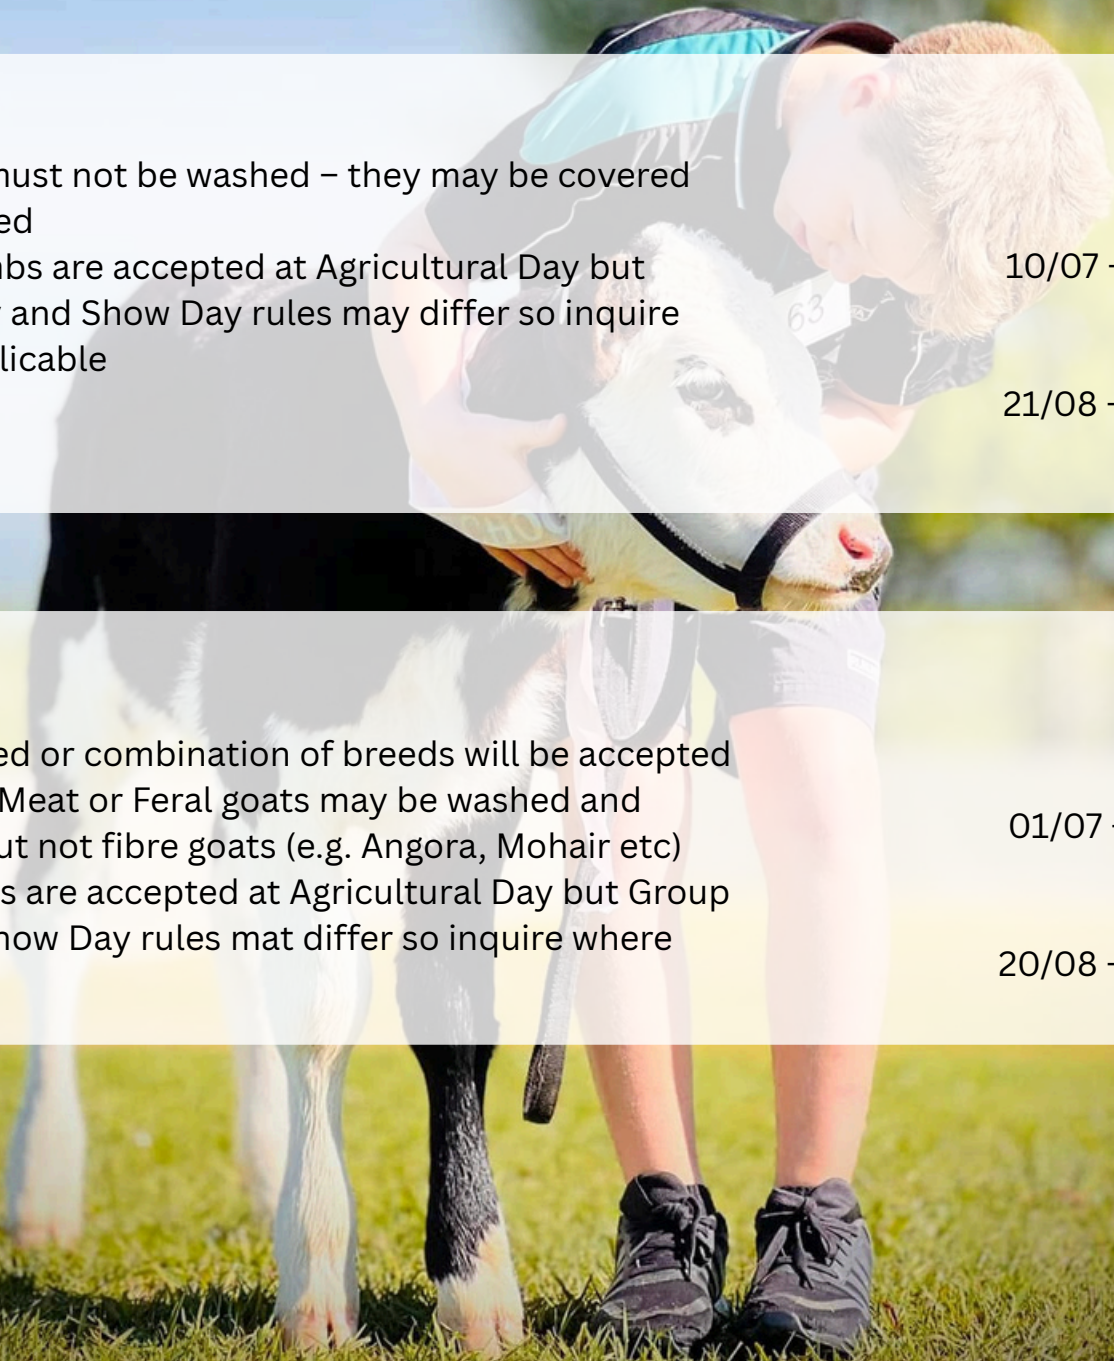 must not be washed – they may be covered
ed
mbs are accepted at Agricultural Day but
and Show Day rules may differ so inquire
licable
10/07 -
21/08 -
63
ed or combination of breeds will be accepted
Meat or Feral goats may be washed and
ut not fibre goats (e.g. Angora, Mohair etc)
s are accepted at Agricultural Day but Group
how Day rules mat differ so inquire where
01/07 -
20/08 -